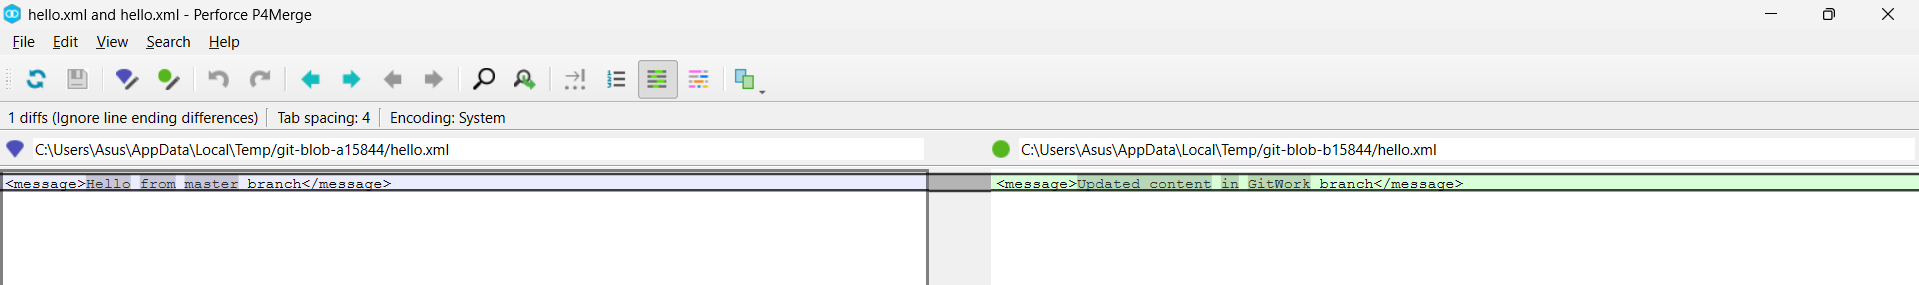 hello.xml and hello.xml - Perforce P4Merge
File Edit View Search Help
1 diffs (Ignore line ending differences) Tab spacing: 4 Encoding: System
C:\Users\Asus\AppData\Local\Temp/git-blob-a15844/hello.xml
C:\Users\Asus\AppData\Local\Temp/git-blob-b15844/hello.xml
<message>Hello from master branch</message>
<message>Updated content in GitWork branch</message>